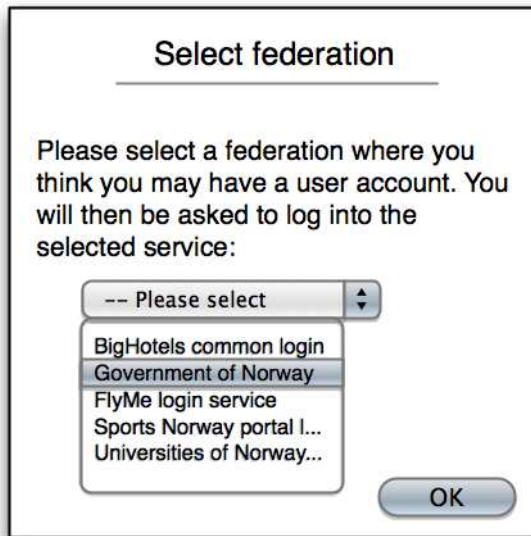 Select federation
Please select a federation where you
think you may have a user account. You
will then be asked to log into the
selected service:
-- Please select
BigHotels common login
Government of Norway
FlyMe login service
Sports Norway portal l...
Universities of Norway...
OK